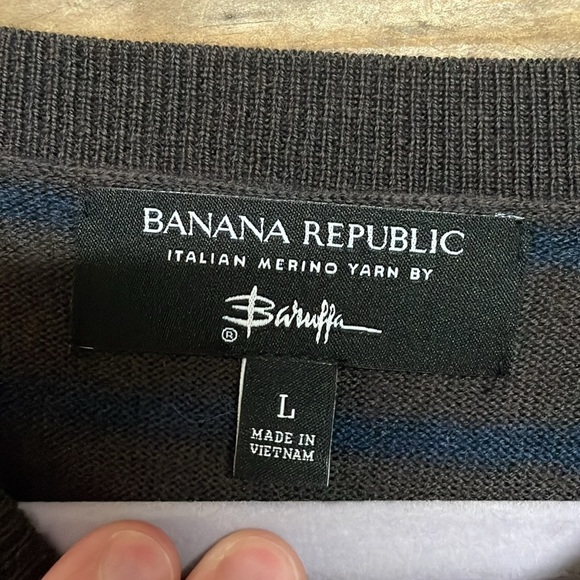 BANANA REPUBLIC
ITALIAN MERINO YARN BY
Baruffa
®
L
MADE IN
VIETNAM